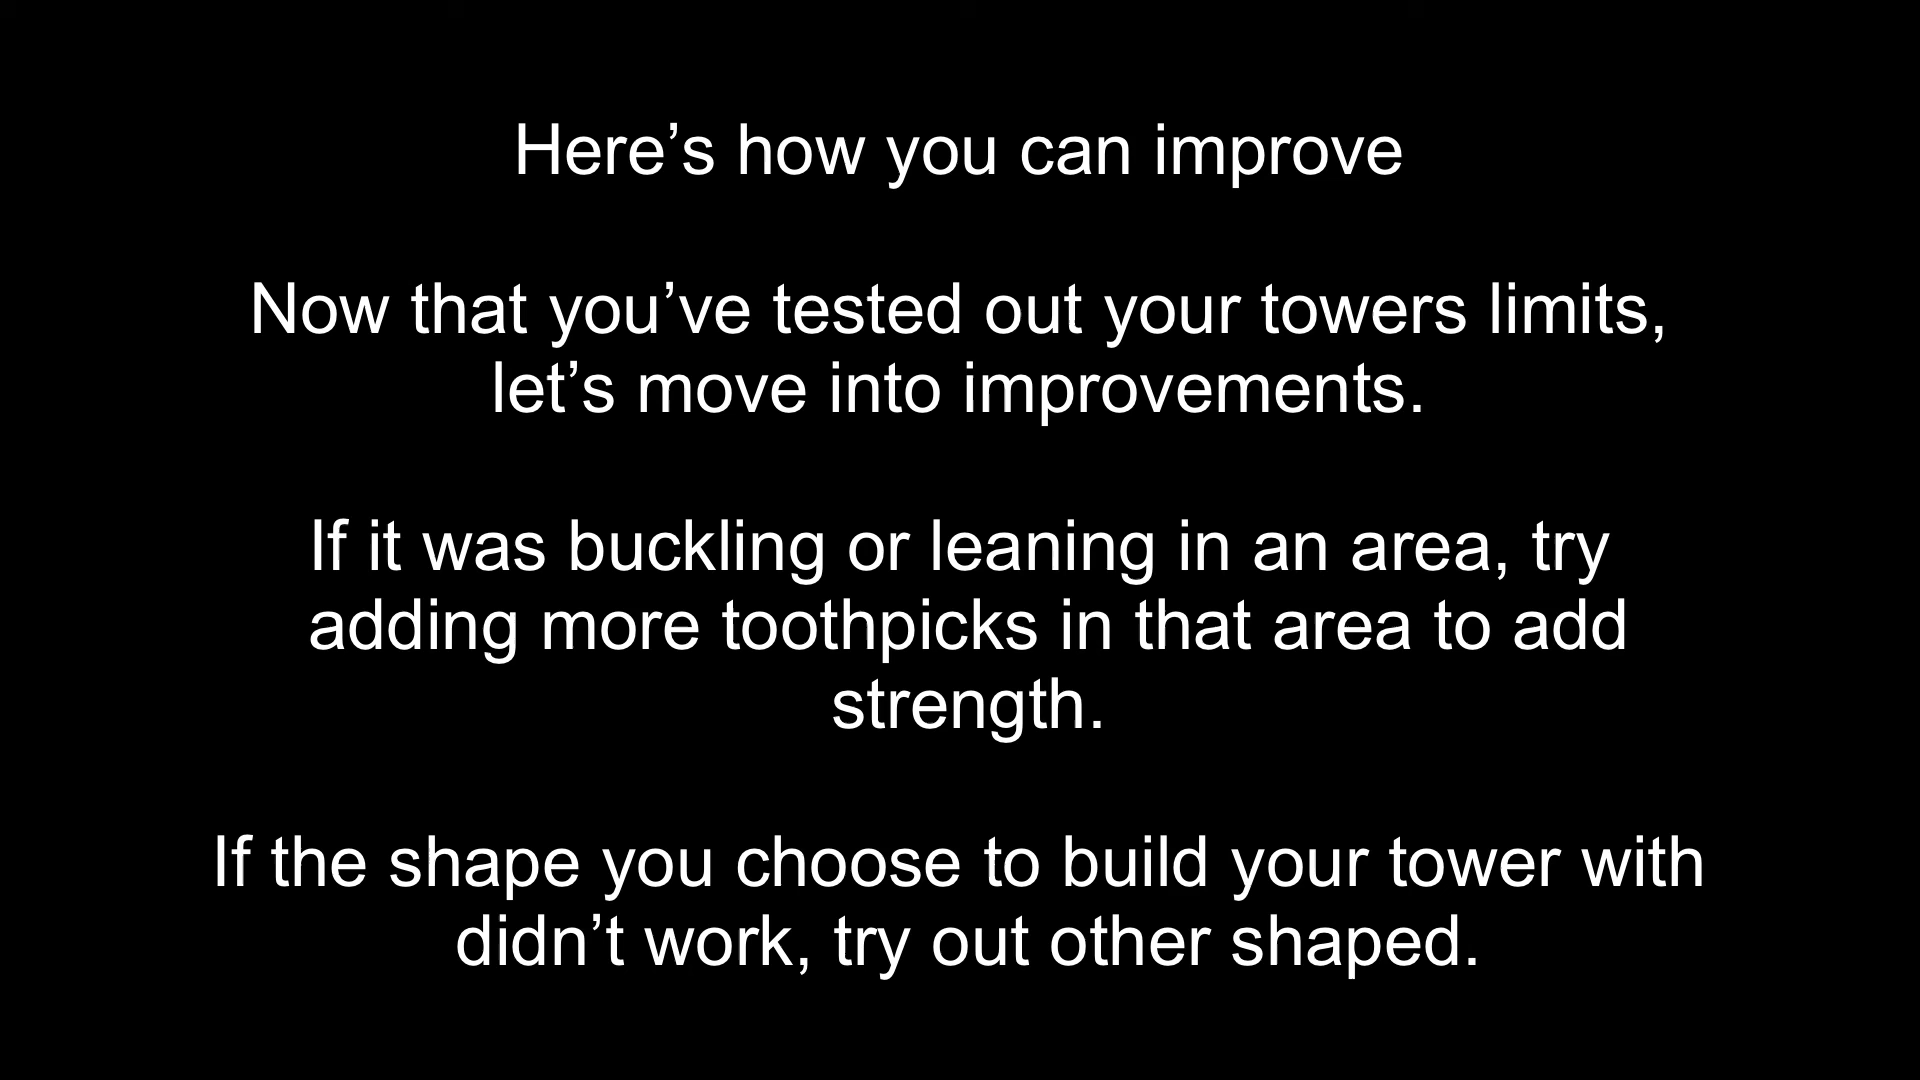 Here’s how you can improve
Now that you’ve tested out your towers limits,
let’s move into improvements.
If it was buckling or leaning in an area, try
adding more toothpicks in that area to add
strength.
If the shape you choose to build your tower with
didn’t work, try out other shaped.